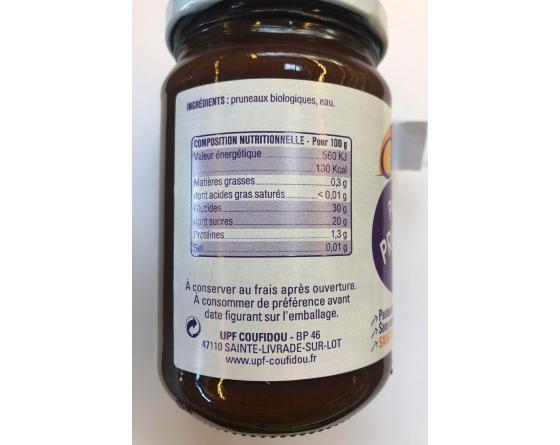 INGRÉDIENTS : pruneaux biologiques, eau.
COMPOSITION NUTRITIONNELLE - Pour 100 g
Valeur énergétique 560 KJ
130 Kcal
Matières grasses 0,3 g
dont acides gras saturés < 0,01 g
Glucides 30 g
dont sucres 20 g
Protéines 1,3 g
Sel 0,01 g
À conserver au frais après ouverture.
À consommer de préférence avant
date figurant sur l'emballage.
UPF COUFIDOU - BP 46
47110 SAINTE-LIVRADE-SUR-LOT
www.upf-coufidou.fr